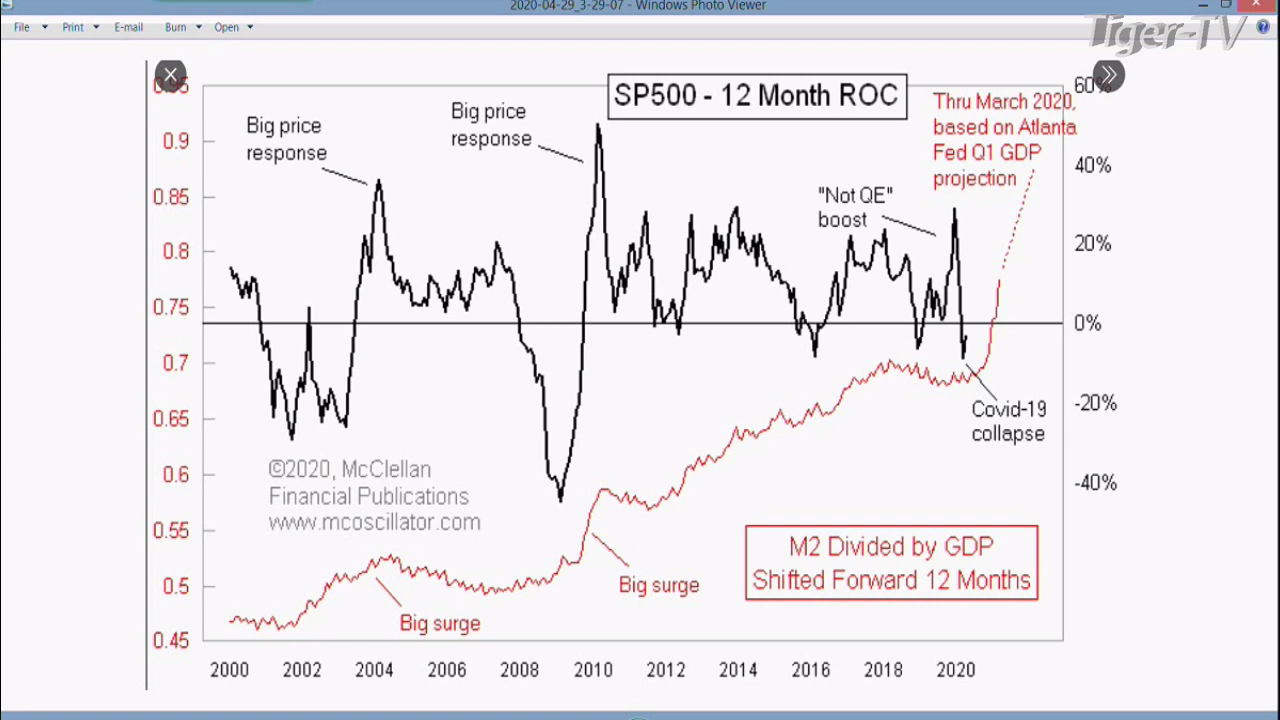 2020-04-29_3-29-07 - Windows Photo Viewer
File Print E-mail Burn Open
Tiger-TV
SP500 - 12 Month ROC
Big price
response
Big price
response
"Not QE"
boost
Thru March 2020,
based on Atlanta
Fed Q1 GDP
projection
0.95
0.9
0.85
0.8
0.75
0.7
0.65
0.6
0.55
0.5
0.45
60%
40%
20%
0%
-20%
-40%
Covid-19
collapse
©2020, McClellan
Financial Publications
www.mcoscillator.com
M2 Divided by GDP
Shifted Forward 12 Months
Big surge
Big surge
2000 2002 2004 2006 2008 2010 2012 2014 2016 2018 2020